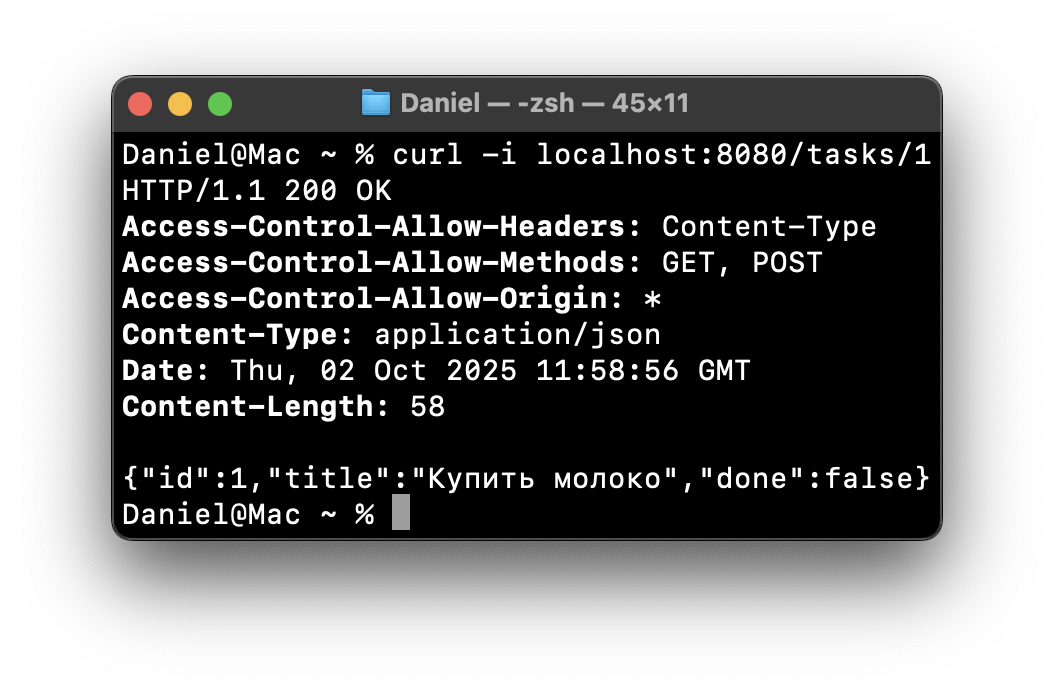 Daniel — -zsh — 45×11
Daniel@Mac ~ % curl -i localhost:8080/tasks/1
HTTP/1.1 200 OK
Access-Control-Allow-Headers: Content-Type
Access-Control-Allow-Methods: GET, POST
Access-Control-Allow-Origin: *
Content-Type: application/json
Date: Thu, 02 Oct 2025 11:58:56 GMT
Content-Length: 58

{"id":1,"title":"Купить молоко","done":false}
Daniel@Mac ~ %